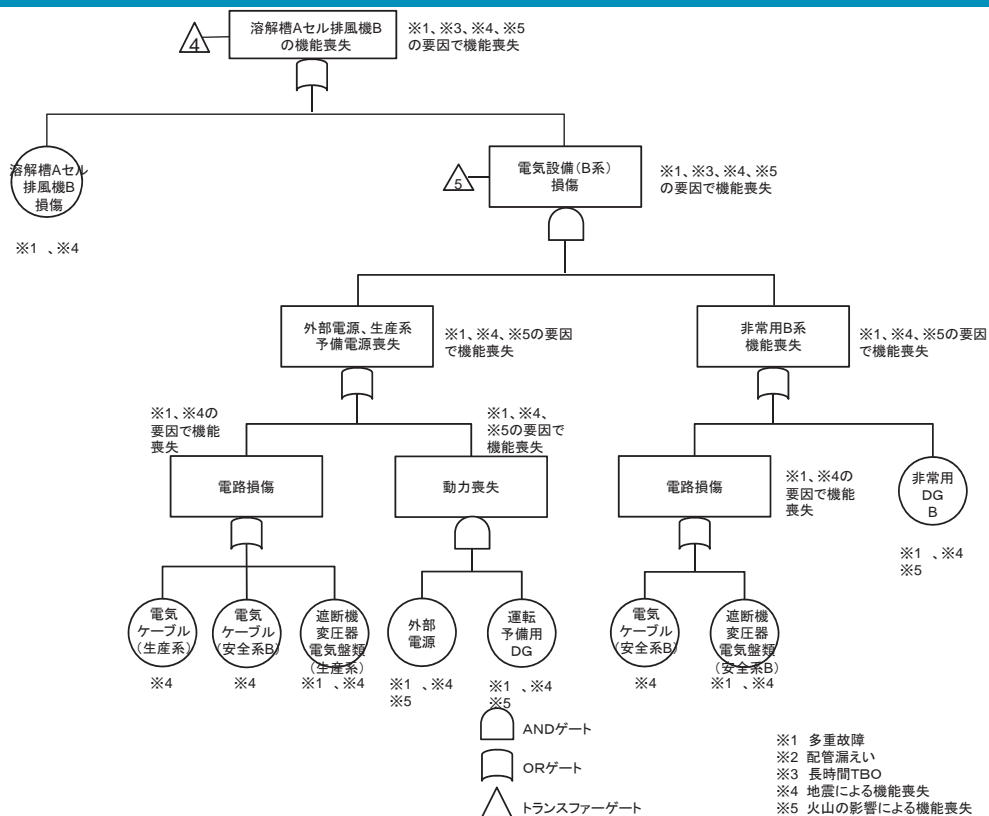 4
溶解槽Aセル排風機B
の機能喪失
※1、※3、※4、※5
の要因で機能喪失
溶解槽Aセル
排風機B
損傷
※1 、※4
5
電気設備(B系)
損傷
※1、※3、※4、※5
の要因で機能喪失
外部電源、生産系
予備電源喪失
※1、※4、※5の要因
で機能喪失
非常用B系
機能喪失
※1、※4、※5の要因
で機能喪失
※1、※4の
要因で機能
喪失
電路損傷
※1、※4、
※5の要因で
機能喪失
動力喪失
電路損傷
※1、※4の
要因で機能
喪失
非常用
DG
B
※1 、※4
※5
電気
ケーブル
(生産系)
※4
電気
ケーブル
(安全系B)
※4
遮断機
変圧器
電気盤類
(生産系)
※1 、※4
外部
電源
※1 、※4
※5
運転
予備用
DG
※1 、※4
※5
電気
ケーブル
(安全系B)
※4
遮断機
変圧器
電気盤類
(安全系B)
※1 、※4
ANDゲート
ORゲート
トランスファーゲート
※1 多重故障
※2 配管漏えい
※3 長時間TBO
※4 地震による機能喪失
※5 火山の影響による機能喪失